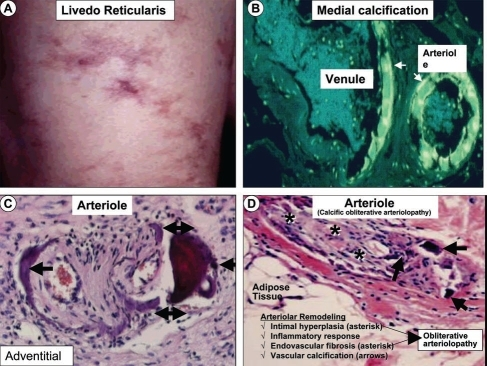 A
Livedo Reticularis
B
Medial calcification
Arteriol
e
Venule
C
Arteriole
Adventitial
D
Arteriole
(Calcific obliterative arteriolopathy)
*
*
*
Adipose
Tissue
Arteriolar Remodeling
√ Intimal hyperplasia (asterisk)
√ Inflammatory response
√ Endovascular fibrosis (asterisk)
√ Vascular calcification (arrows)
Obliterative
arteriolopathy